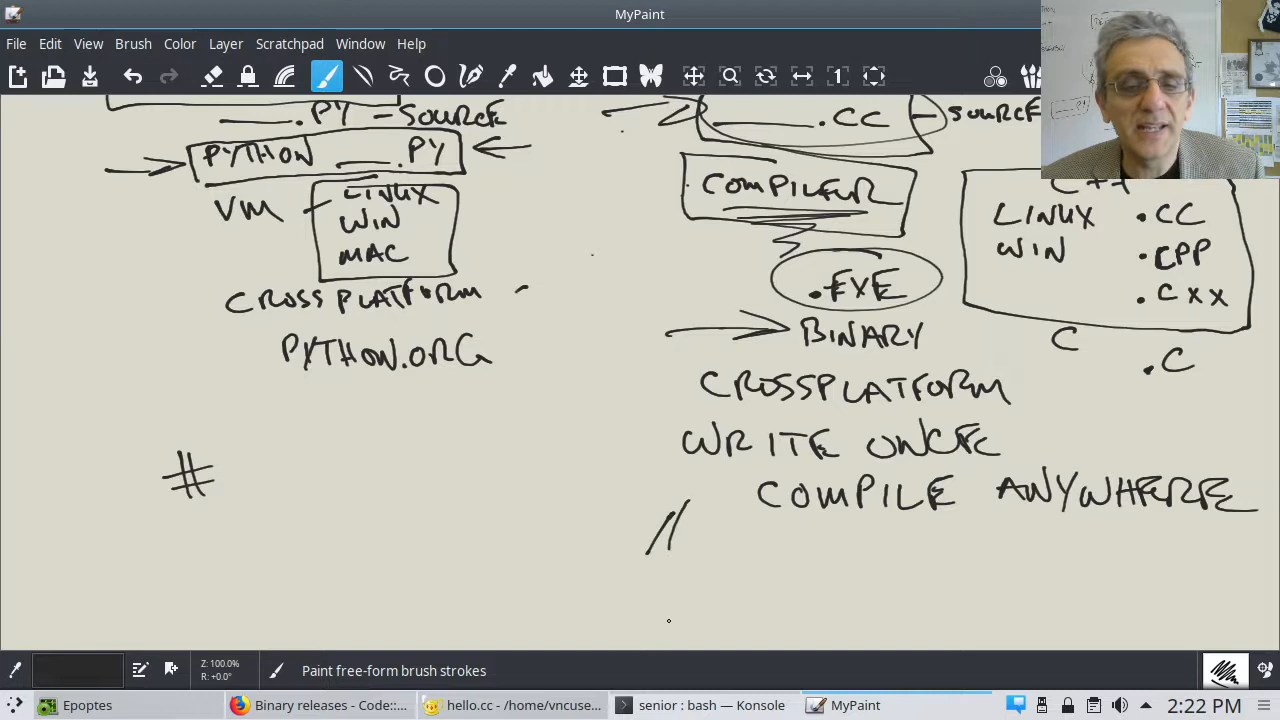 MyPaint
File Edit View Brush Color Layer Scratchpad Window Help
.PY - SOURCE
PYTHON .PY
VM - LINUX
WIN
MAC
CROSS PLATFORM
PYTHON.ORG
#
.CC - SOURCE
COMPILER
.EXE
BINARY
CROSSPLATFORM
WRITE ONCE
COMPILE ANYWHERE
//
C++
LINUX .CC
WIN .CPP
.CXX
C
.C
Z: 100.0%
R: +0.0°
Paint free-form brush strokes
Epoptes
Binary releases - Code::...
hello.cc - /home/vmc...
senior : bash — Konsole
MyPaint
2:22 PM